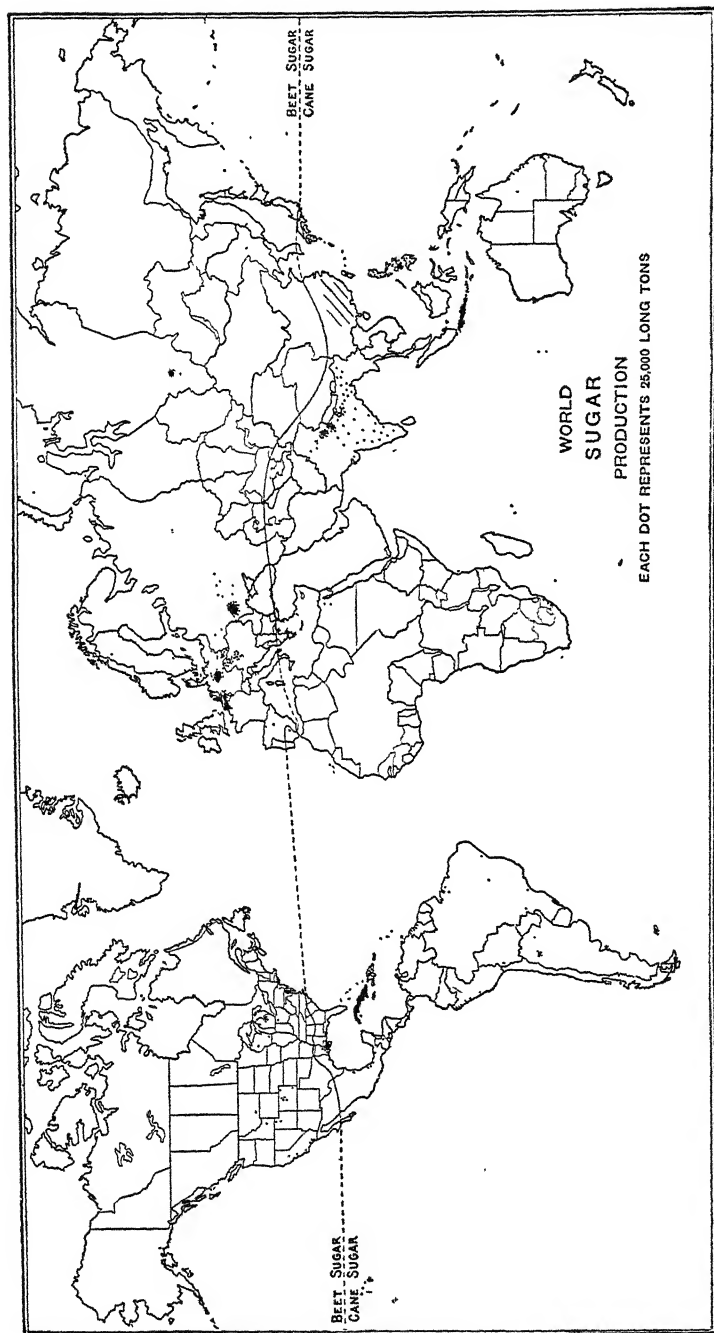 BEET SUGAR
CANE SUGAR
BEET SUGAR
CANE SUGAR
WORLD
SUGAR
PRODUCTION
EACH DOT REPRESENTS 25,000 LONG TONS